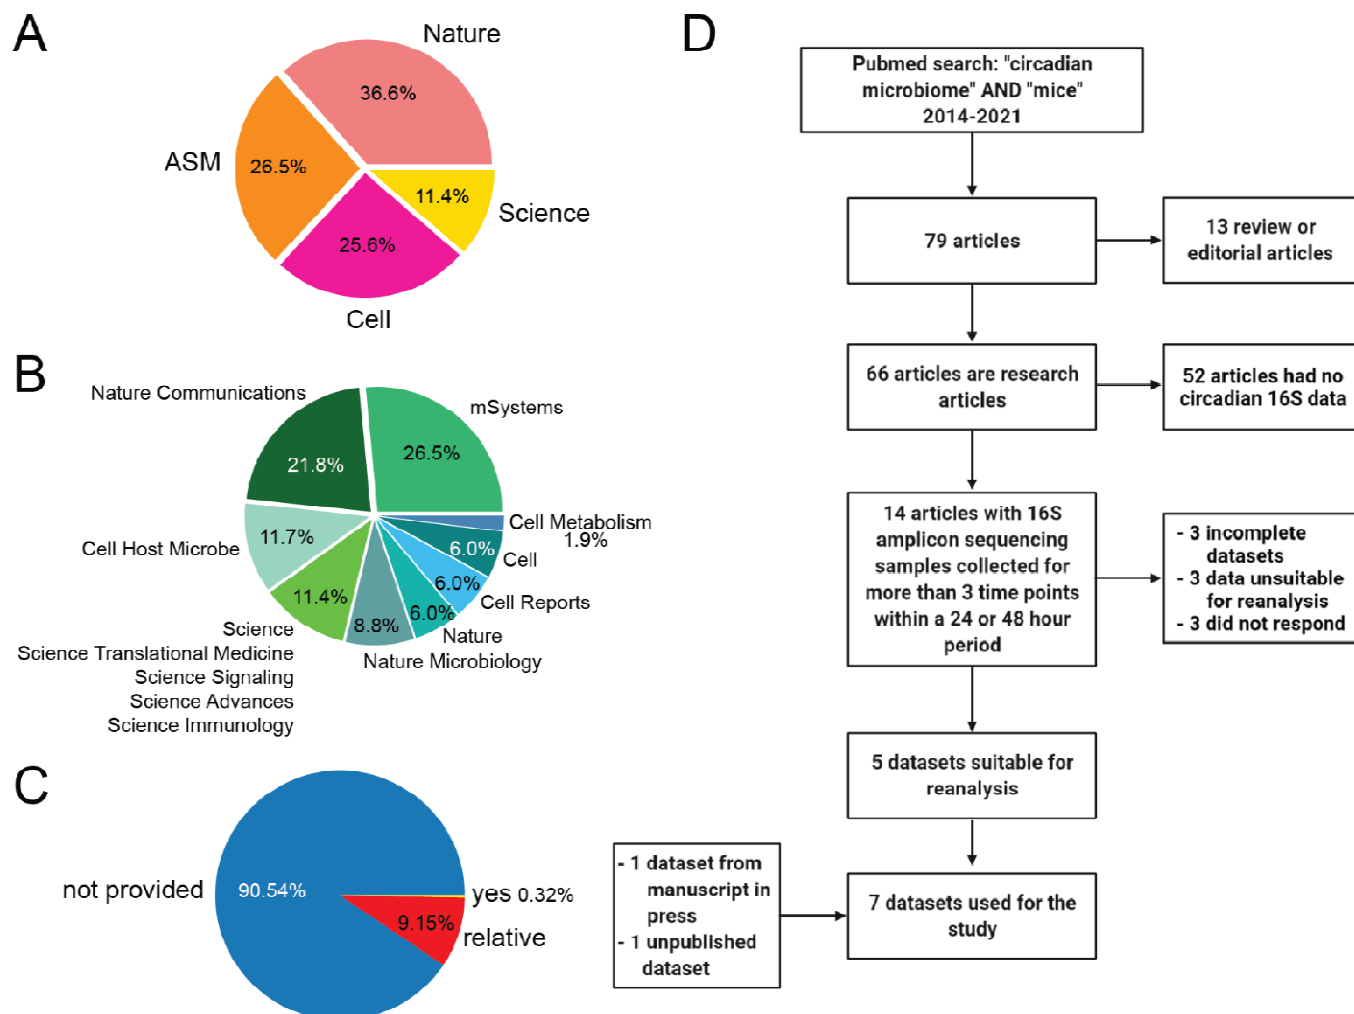 A
Nature
36.6%
ASM
26.5%
11.4%
Science
25.6%
Cell
B
Nature Communications
mSystems
21.8%
26.5%
Cell Host Microbe
11.7%
Cell Metabolism
1.9%
6.0%
Cell
6.0%
Cell Reports
11.4%
8.8%
6.0%
Nature
Nature Microbiology
Science
Science Translational Medicine
Science Signaling
Science Advances
Science Immunology
C
not provided
90.54%
yes 0.32%
9.15%
relative
D
Pubmed search: "circadian
microbiome" AND "mice"
2014-2021
79 articles
13 review or
editorial articles
66 articles are research
articles
52 articles had no
circadian 16S data
14 articles with 16S
amplicon sequencing
samples collected for
more than 3 time points
within a 24 or 48 hour
period
- 3 incomplete
datasets
- 3 data unsuitable
for reanalysis
- 3 did not respond
5 datasets suitable for
reanalysis
- 1 dataset from
manuscript in
press
- 1 unpublished
dataset
7 datasets used for the
study